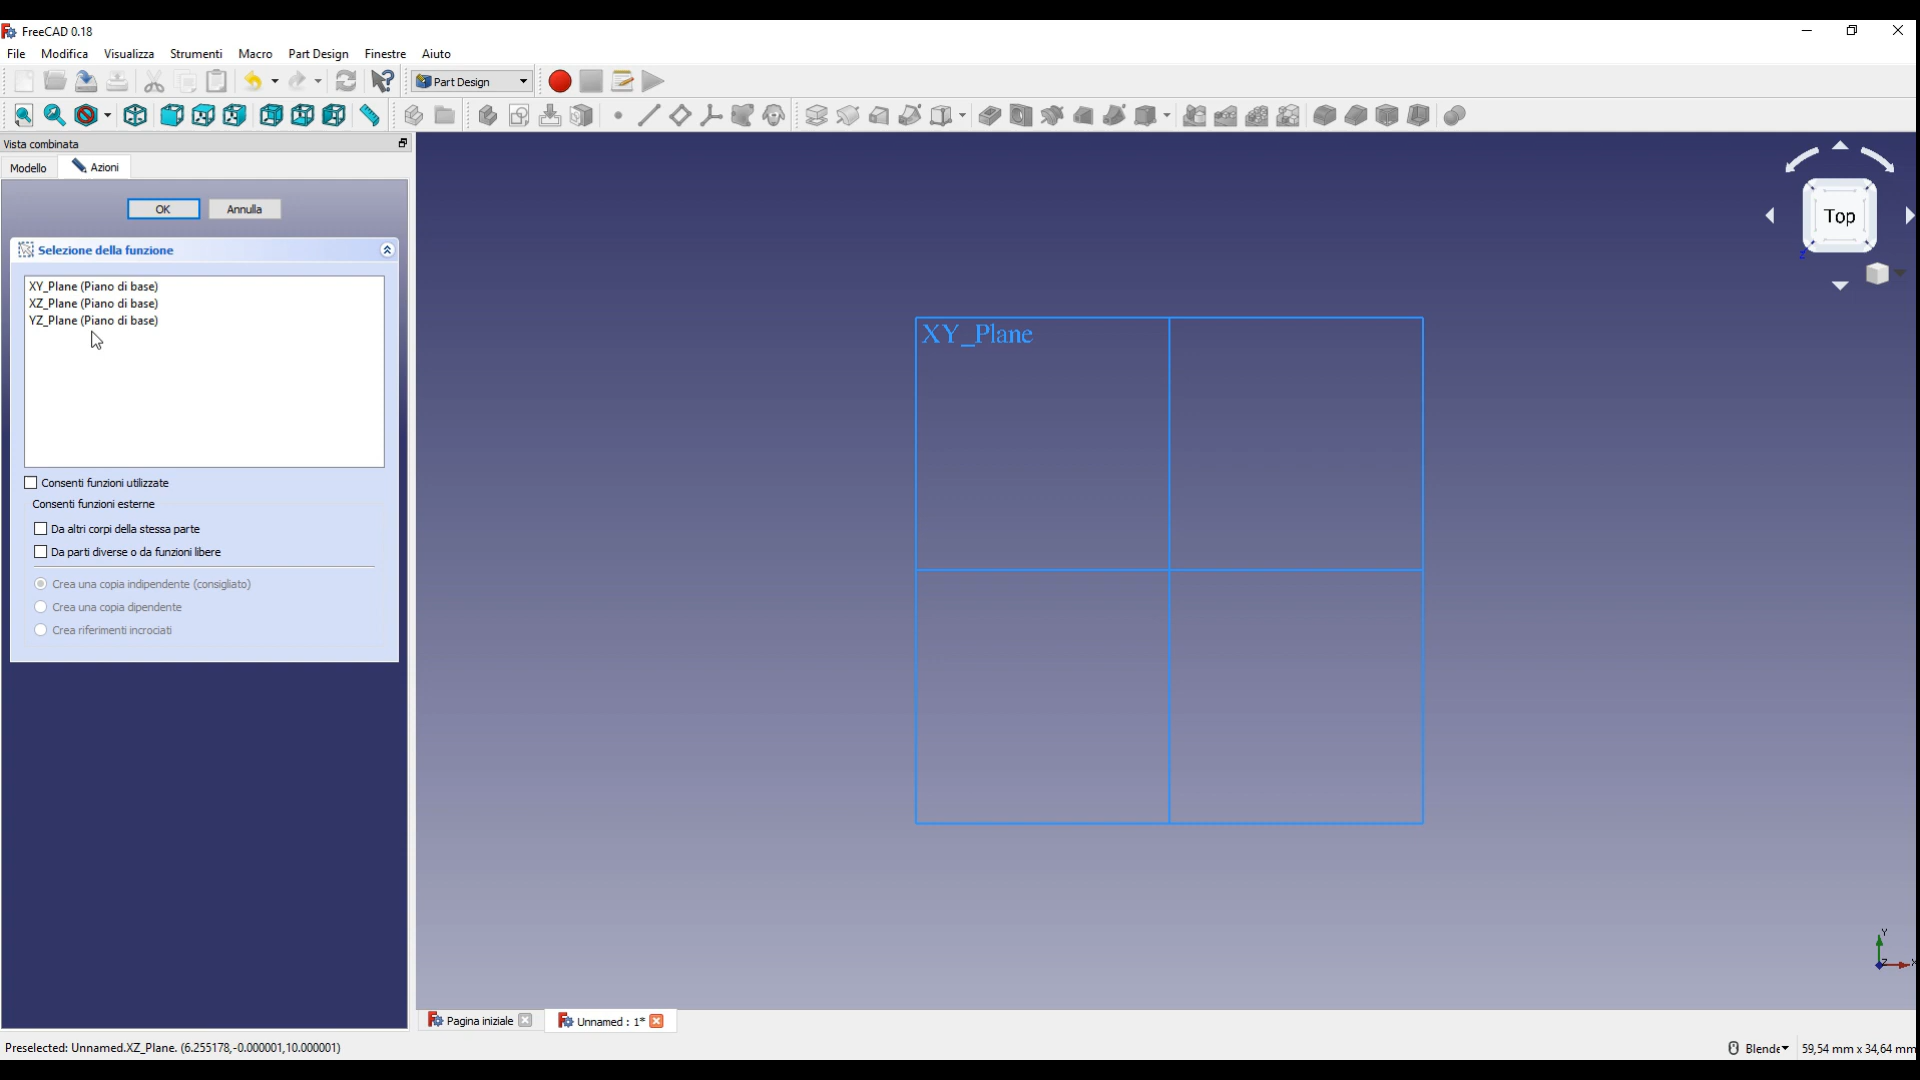 FreeCAD 0.18
File Modifica Visualizza Strumenti Macro Part Design Finestre Aiuto
Part Design
Vista combinata
Modello Azioni
OK Annulla
Selezione della funzione
XY_Plane (Piano di base)
XZ_Plane (Piano di base)
YZ_Plane (Piano di base)
Consenti funzioni utilizzate
Consenti funzioni esterne
Da altri corpi della stessa parte
Da parti diverse o da funzioni libere
Crea una copia indipendente (consigliato)
Crea una copia dipendente
Crea riferimenti incrociati
XY_Plane
Top
Z
Y
Z X
Pagina iniziale Unnamed : 1*
Preselected: Unnamed.XZ_Plane. (6.255178,-0.000001,10.000001)
Blende 59,54 mm x 34,64 mm